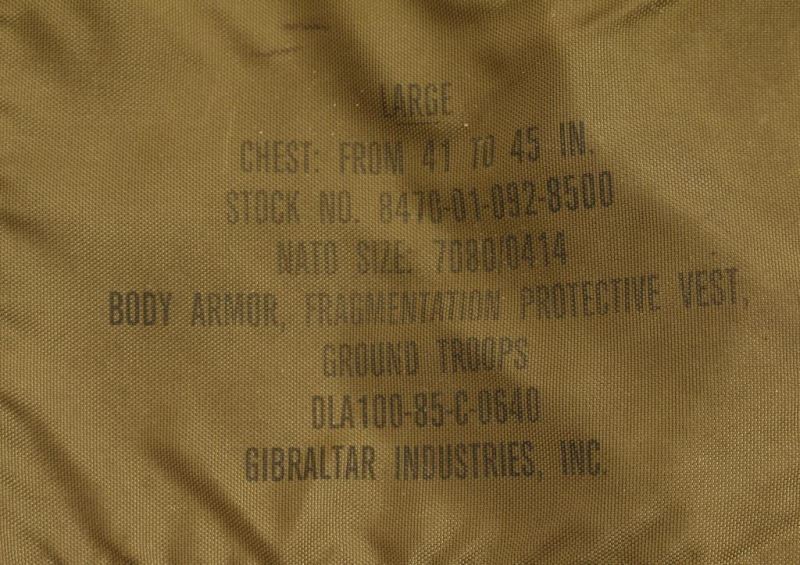 LARGE
CHEST: FROM 41 TO 45 IN.
STOCK NO. 8470-01-092-8500
NATO SIZE: 7080/0414
BODY ARMOR, FRAGMENTATION PROTECTIVE VEST,
GROUND TROOPS
DLA100-85-C-0640
GIBRALTAR INDUSTRIES, INC.